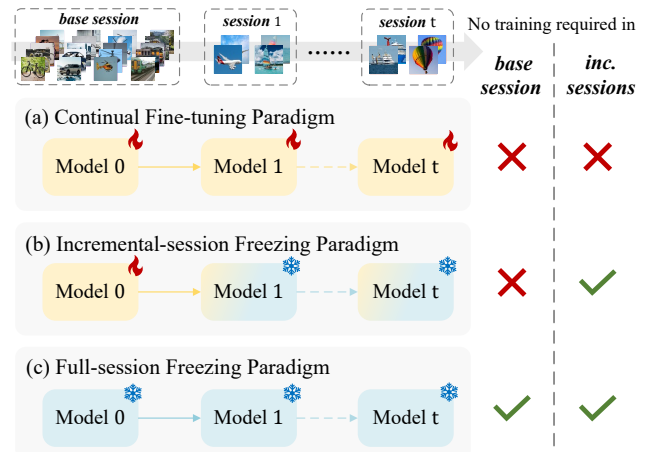 base session
session 1
session t
......
No training required in
base session
inc. sessions
(a) Continual Fine-tuning Paradigm
Model 0
Model 1
Model t
(b) Incremental-session Freezing Paradigm
Model 0
Model 1
Model t
(c) Full-session Freezing Paradigm
Model 0
Model 1
Model t